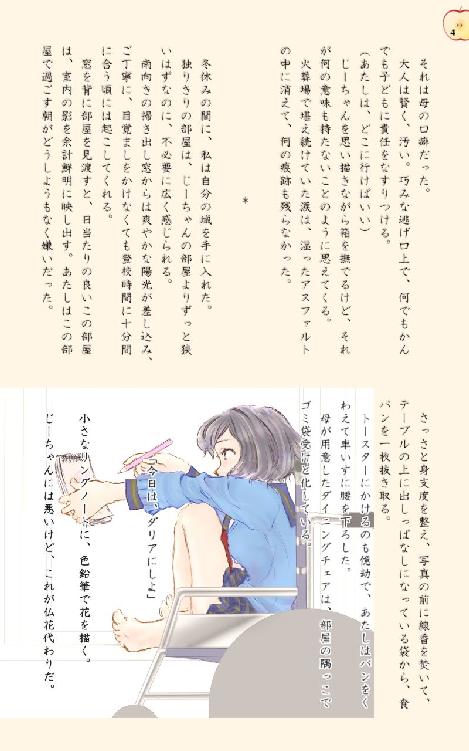 4
それは母の口癖だった。
大人は賢く、汚い。巧みな逃げ口上で、何でもかん
でも子どもに責任をなすりつける。
(あたしは、どこに行けばいい)
じーちゃんを思い描きながら箱を撫でるけど、それ
が何の意味も持たないことのように思えてくる。
火葬場で堪え続けていた涙は、湿ったアスファルト
の中に消えて、何の痕跡も残らなかった。
*
冬休みの間に、私は自分の城を手に入れた。
独りきりの部屋は、じーちゃんの部屋よりずっと狭
いはずなのに、不必要に広く感じられる。
南向きの掃き出し窓からは爽やかな陽光が差し込み、
ご丁寧に、目覚ましをかけなくても登校時間に十分間
に合う頃には起こしてくれる。
窓を背に部屋を見渡すと、日当たりの良いこの部屋
は、室内の影を余計鮮明に映し出す。あたしはこの部
屋で過ごす朝がどうしようもなく嫌いだった。
さっさと身支度を整え、写真の前に線香を焚いて、
テーブルの上に出しっぱなしになっている袋から、食
パンを一枚抜き取る。
トースターにかけるのも億劫で、あたしはパンをく
わえて車いすに腰を下ろした。
母が用意したダイニングチェアは、部屋の隅っこで
ゴミ袋受けと化している。
「今日は、ダリアにしよ」
小さなリングノートに、色鉛筆で花を描く。
じーちゃんには悪いけど、これが仏花代わりだ。